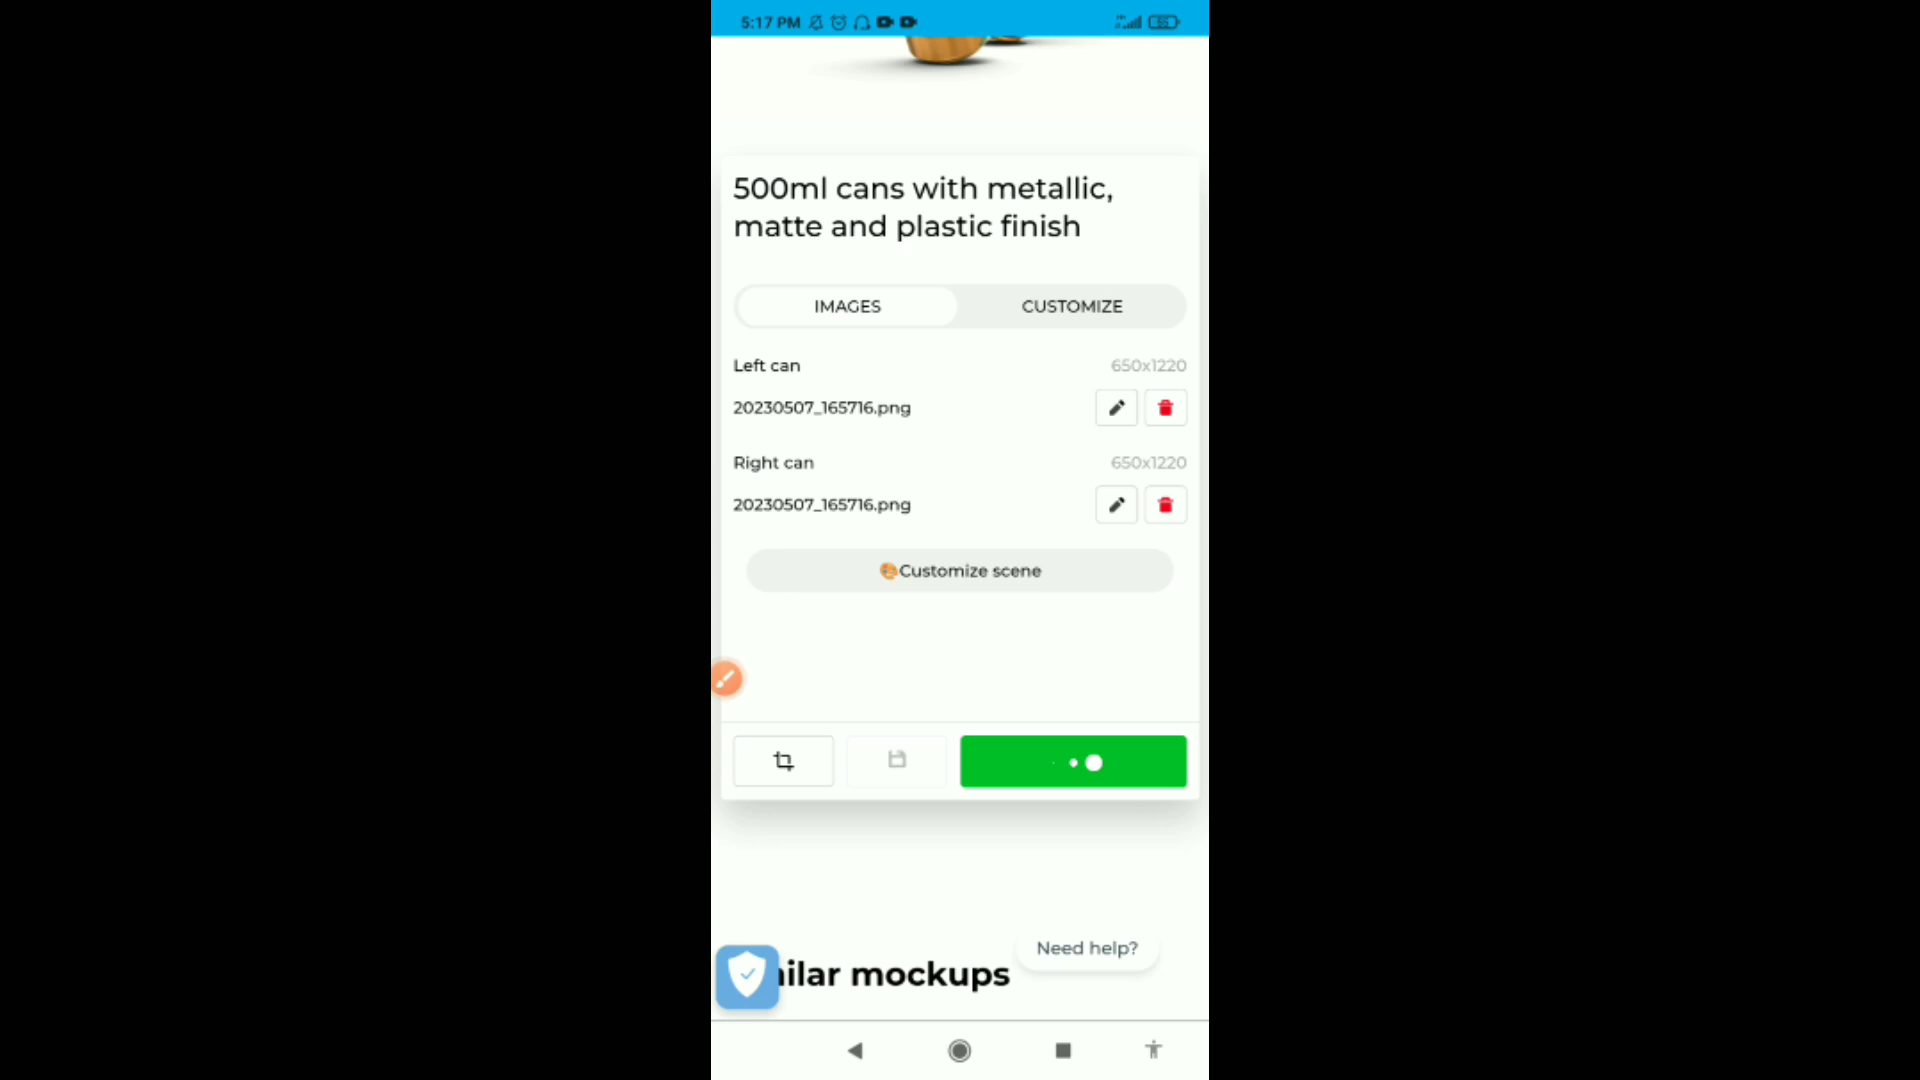 5:17 PM
500ml cans with metallic,
matte and plastic finish
IMAGES
CUSTOMIZE
Left can
650x1220
20230507_165716.png
Right can
650x1220
20230507_165716.png
🎨Customize scene
Need help?
ilar mockups